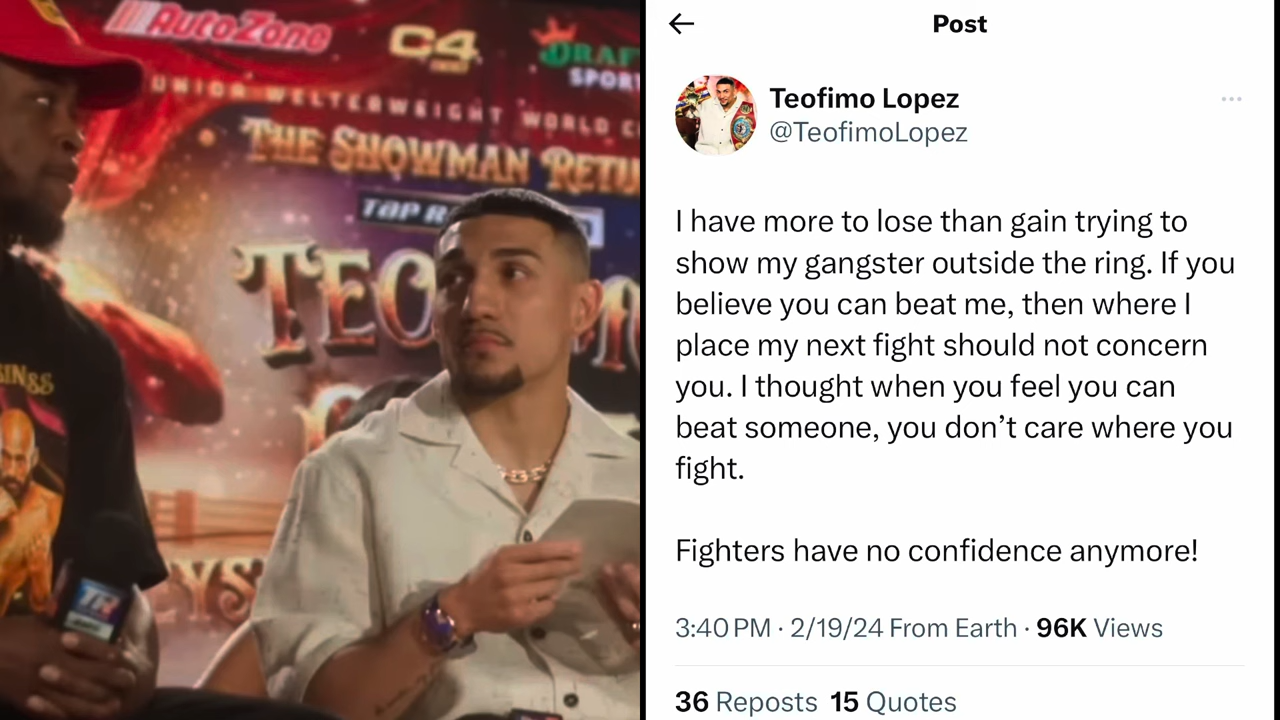 AutoZone
C4
UNIOR WELTERWEIGHT WORLD C
THE SHOWMAN RETU
TOP R
TEO
Post
Teofimo Lopez
@TeofimoLopez
I have more to lose than gain trying to
show my gangster outside the ring. If you
believe you can beat me, then where I
place my next fight should not concern
you. I thought when you feel you can
beat someone, you don’t care where you
fight.
Fighters have no confidence anymore!
3:40 PM · 2/19/24 From Earth · 96K Views
36 Reposts 15 Quotes